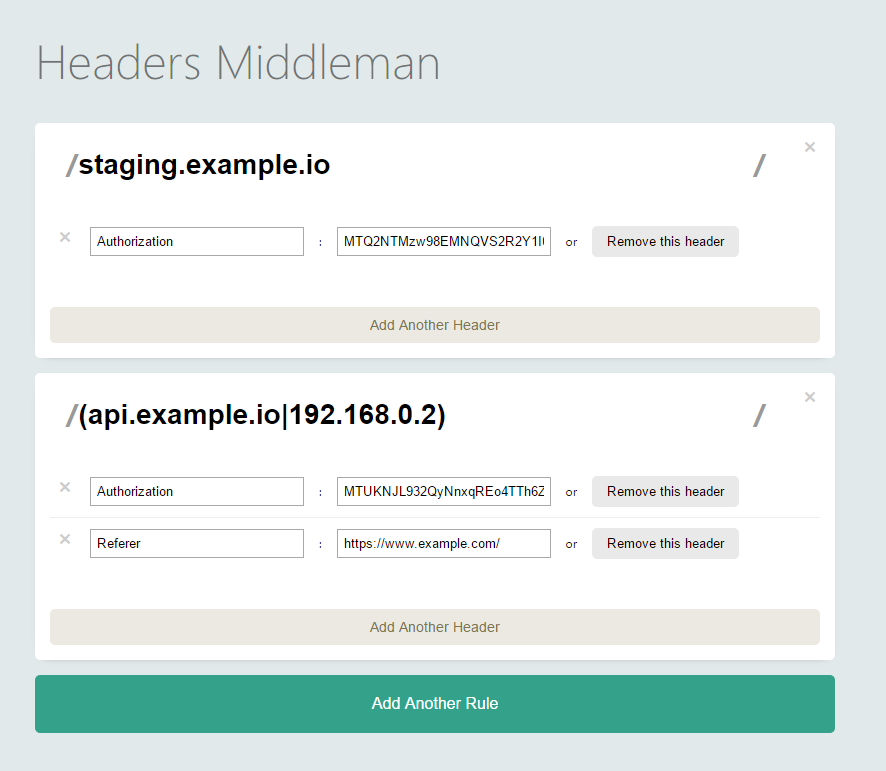 Headers Middleman
×
/staging.example.io /
× Authorization : or Remove this header
Add Another Header
×
/(api.example.io|192.168.0.2) /
× Authorization : MTUKNJL932QyNnxqREo4TTh6Z or Remove this header
× Referer : https://www.example.com/ or Remove this header
Add Another Header
Add Another Rule